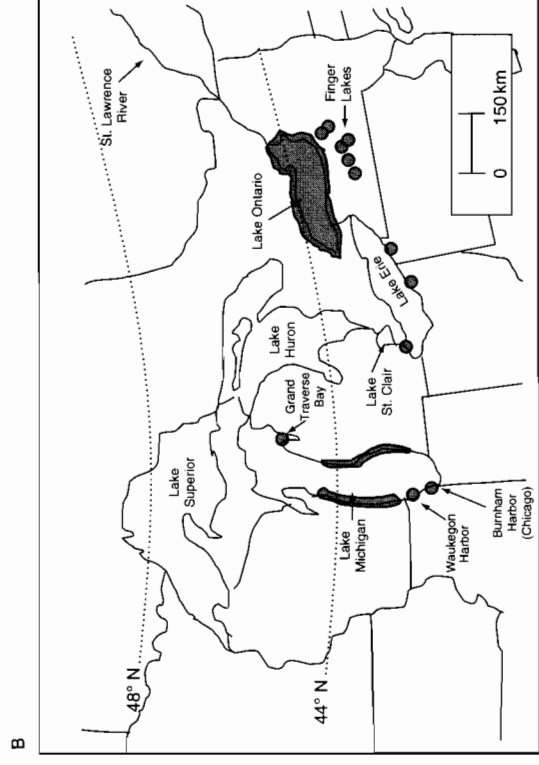 B
48° N
44° N
St. Lawrence
River
Lake
Superior
Lake
Huron
Grand
Traverse
Bay
Lake Ontario
Finger
Lakes
Lake Erie
Lake
St. Clair
Lake
Michigan
Waukegon
Harbor
Burnham
Harbor
(Chicago)
0 150 km